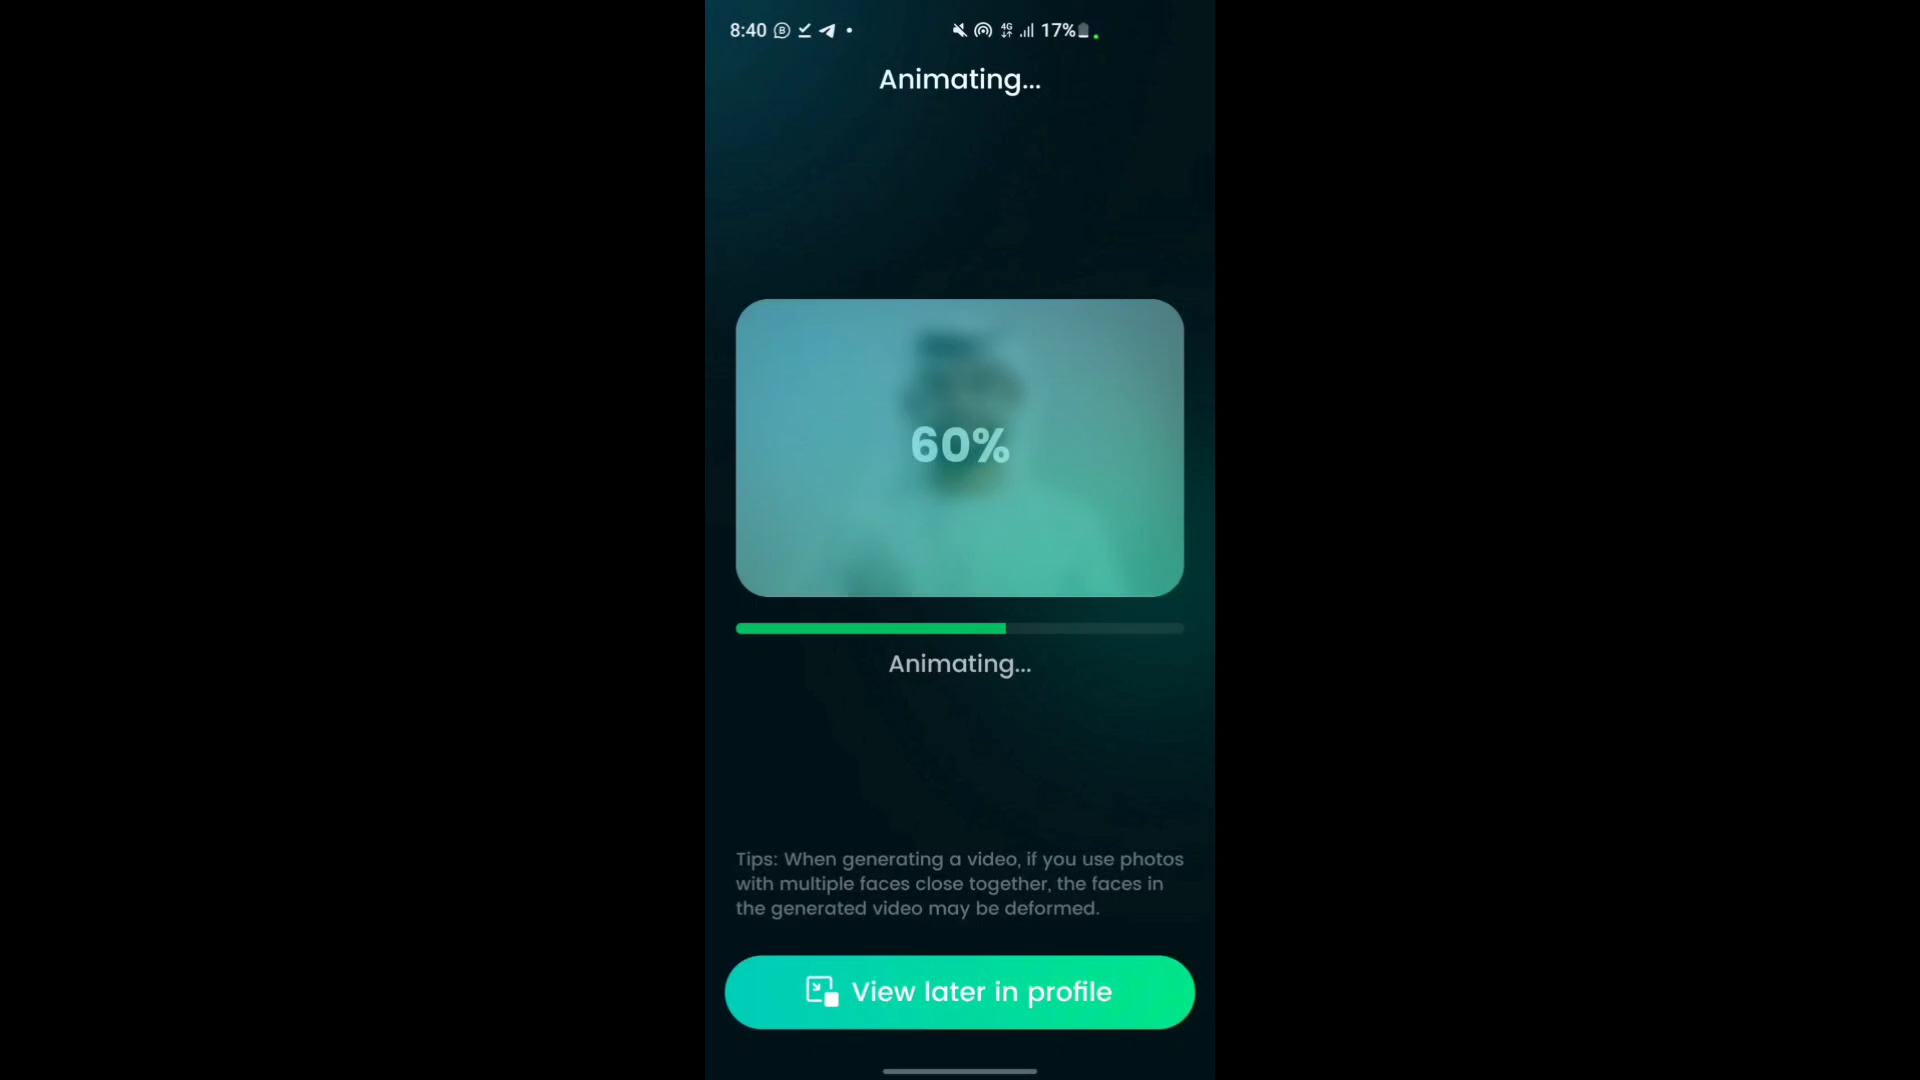 8:40 4G 17%
Animating...
60%
Animating...
Tips: When generating a video, if you use photos
with multiple faces close together, the faces in
the generated video may be deformed.
View later in profile